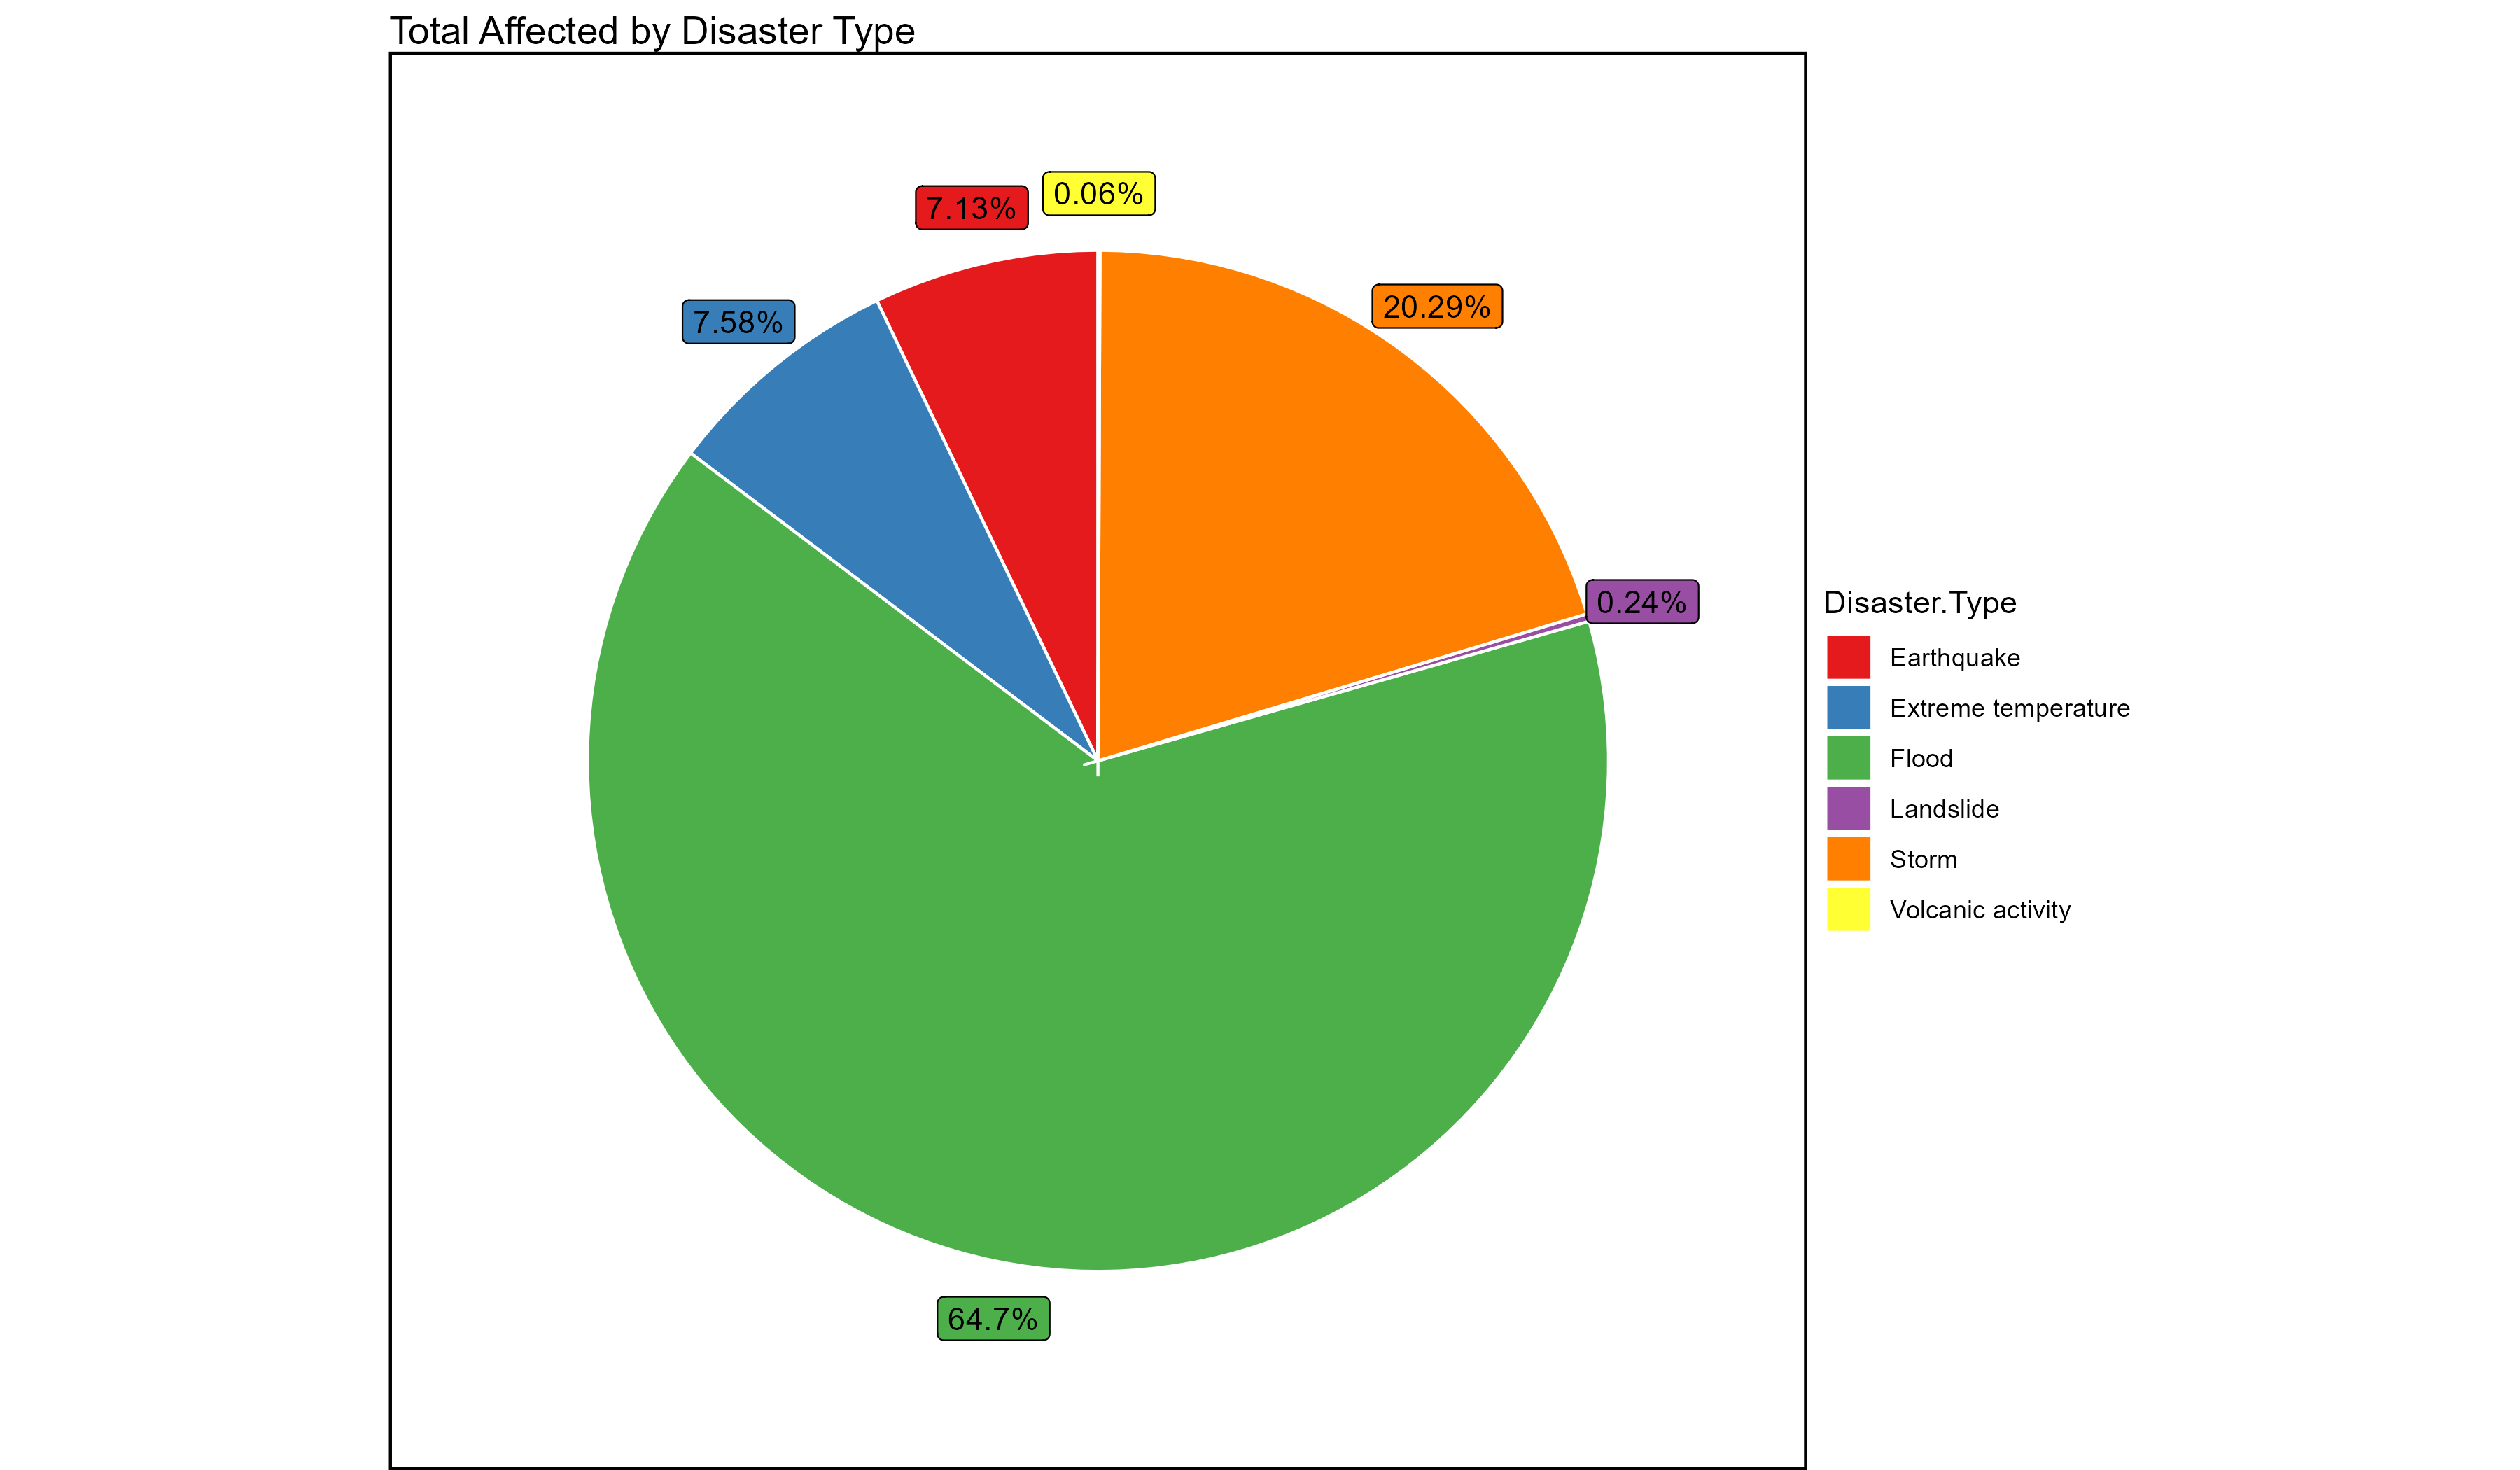 Total Affected by Disaster Type
7.13%
0.06%
7.58%
20.29%
0.24%
64.7%
Disaster.Type
Earthquake
Extreme temperature
Flood
Landslide
Storm
Volcanic activity